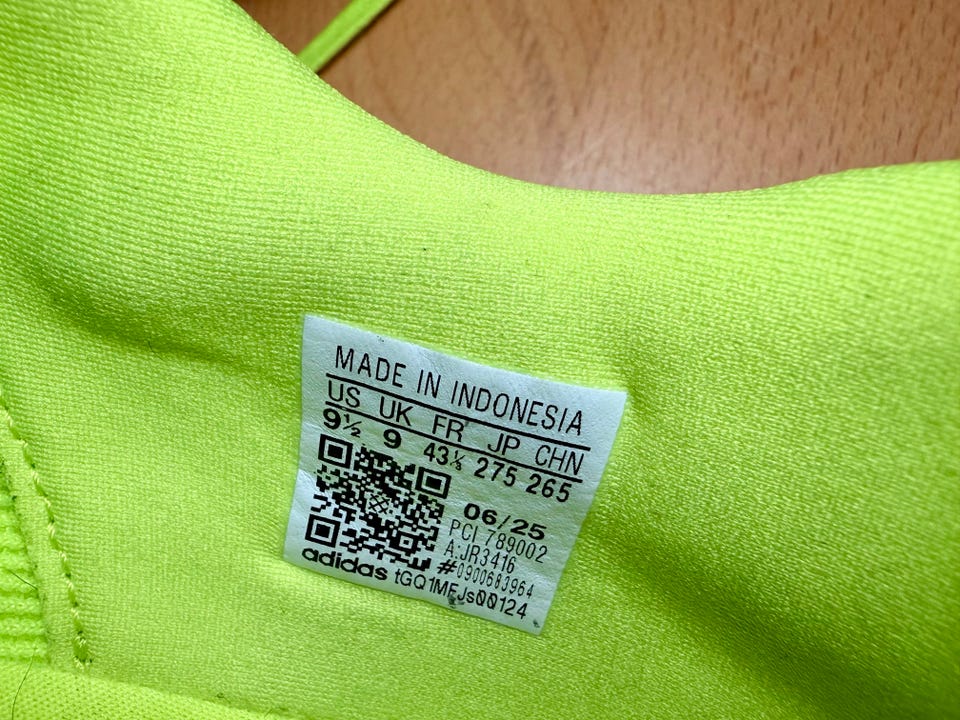 MADE IN INDONESIA
US UK FR JP CHN
9½ 9 43⅓ 275 265
06/25
PCI 789002
A:JR3416
#0900683964
adidas tGQ1MFJs00124